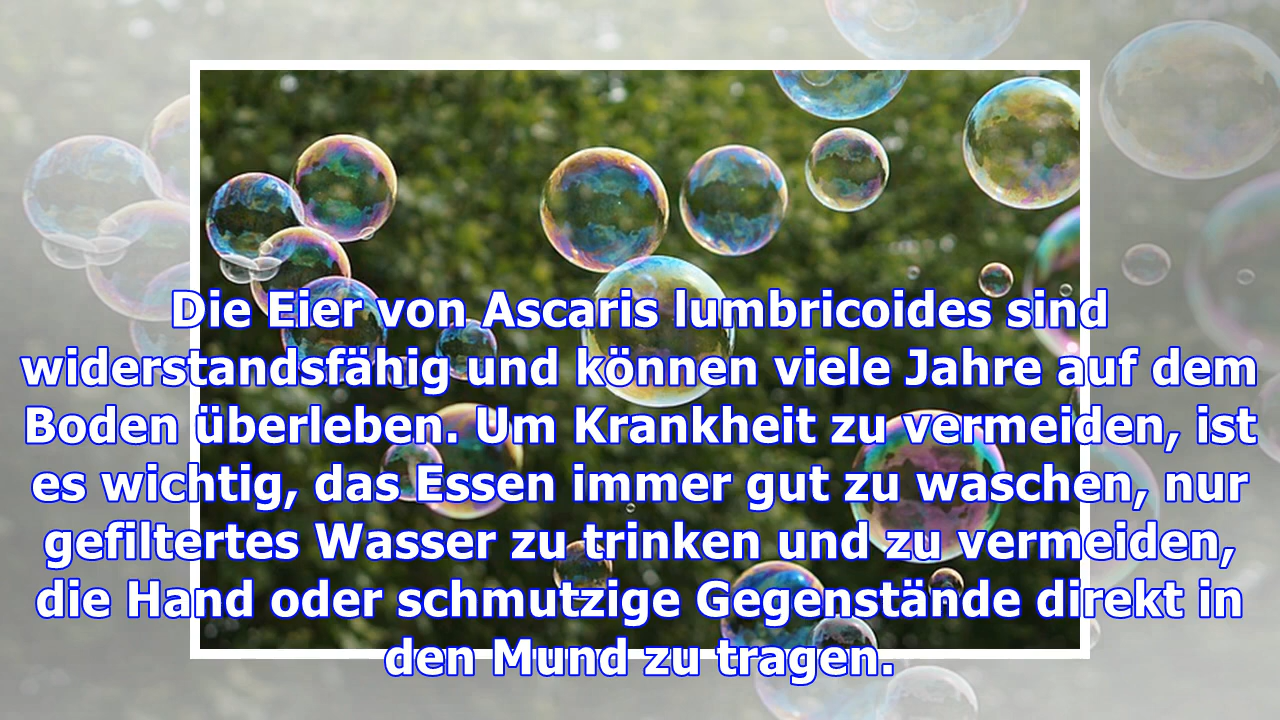 Die Eier von Ascaris lumbricoides sind
widerstandsfähig und können viele Jahre auf dem
Boden überleben. Um Krankheit zu vermeiden, ist
es wichtig, das Essen immer gut zu waschen, nur
gefiltertes Wasser zu trinken und zu vermeiden,
die Hand oder schmutzige Gegenstände direkt in
den Mund zu tragen.